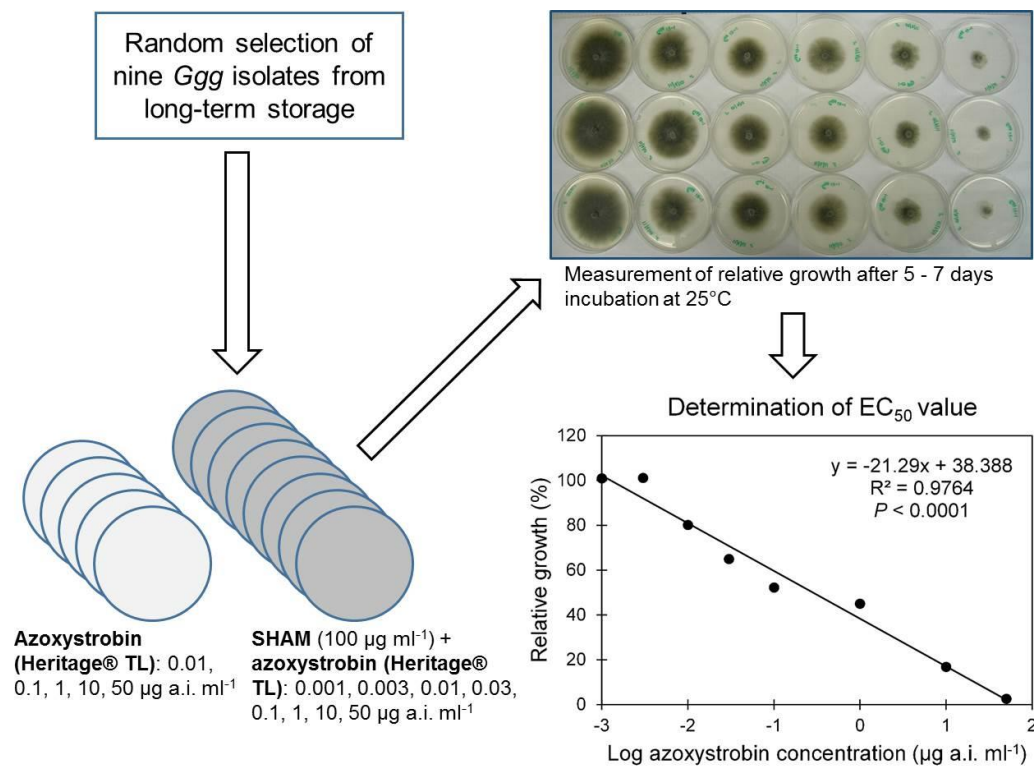 Random selection of
nine Ggg isolates from
long-term storage
Measurement of relative growth after 5 - 7 days
incubation at 25°C
Azoxystrobin
(Heritage® TL): 0.01,
0.1, 1, 10, 50 µg a.i. ml⁻¹
SHAM (100 µg ml⁻¹) +
azoxystrobin (Heritage®
TL): 0.001, 0.003, 0.01, 0.03,
0.1, 1, 10, 50 µg a.i. ml⁻¹
Determination of EC₅₀ value
y = -21.29x + 38.388
R² = 0.9764
P < 0.0001
Relative growth (%)
120
100
80
60
40
20
0
-3 -2 -1 0 1 2
Log azoxystrobin concentration (µg a.i. ml⁻¹)